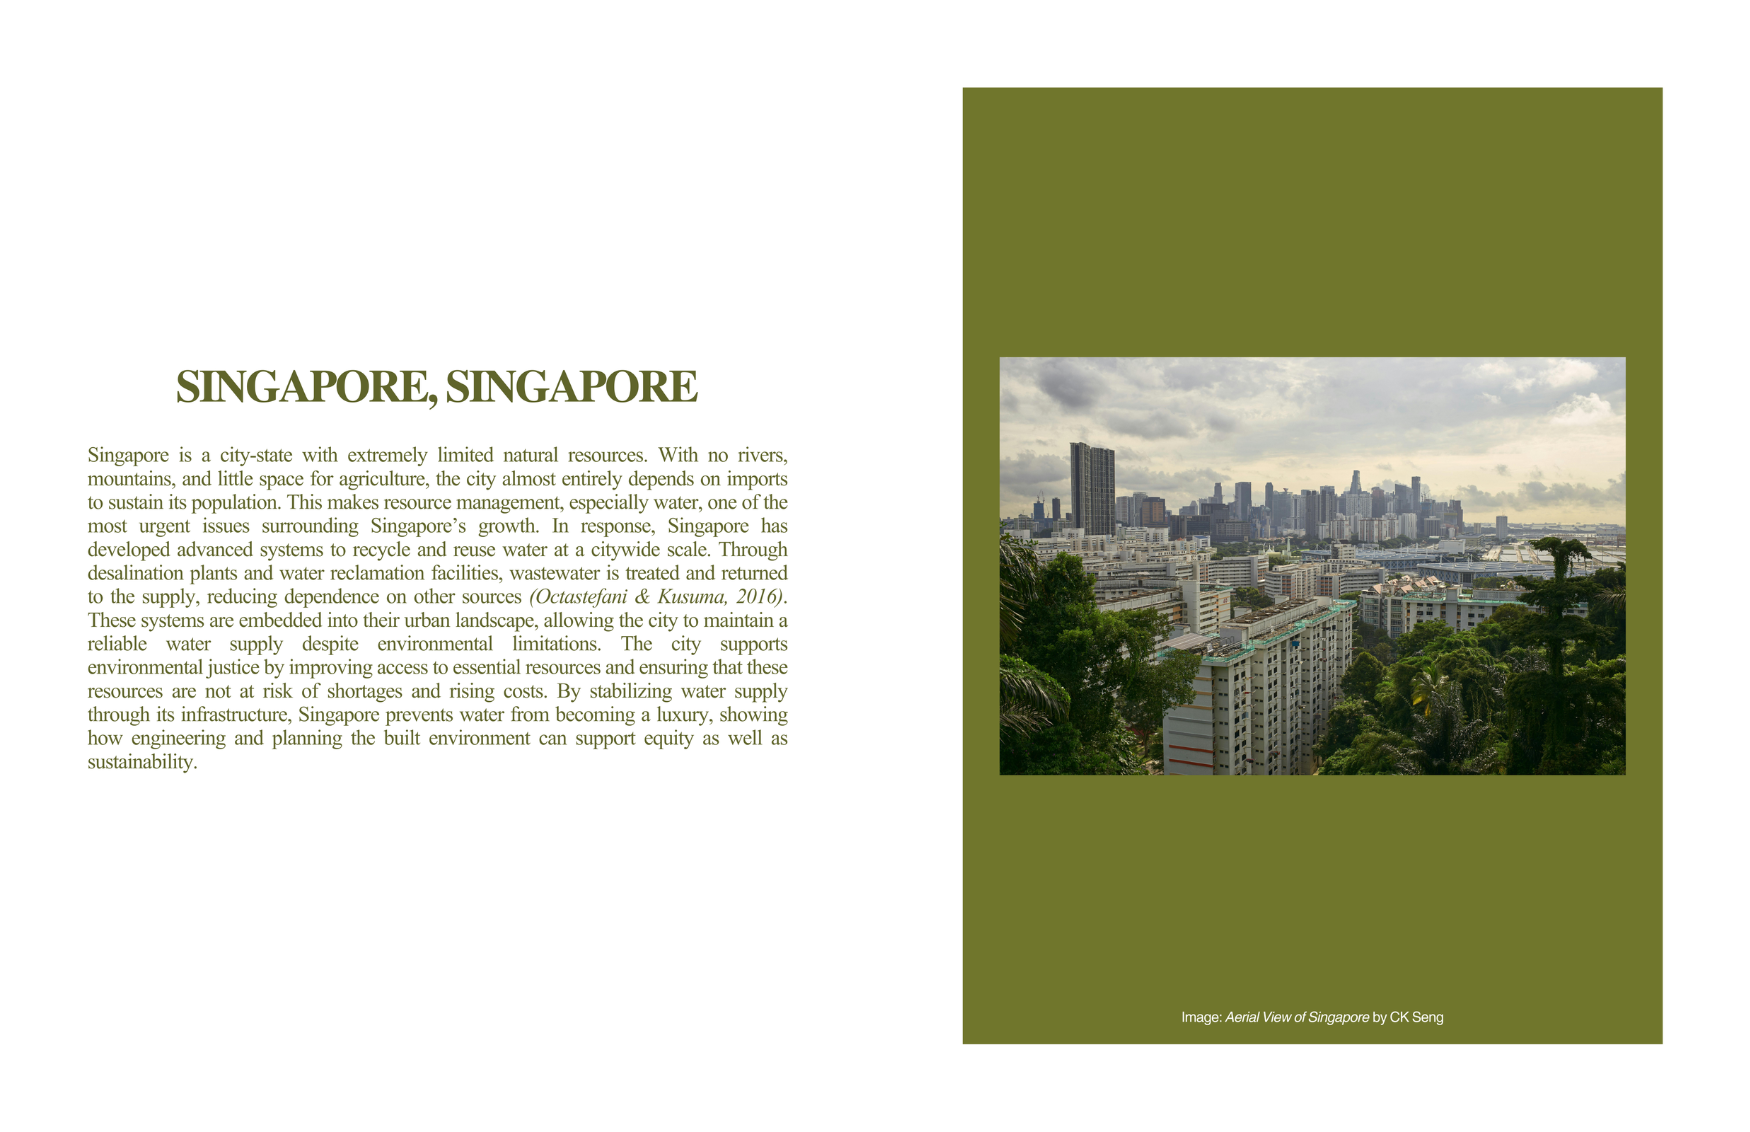 SINGAPORE, SINGAPORE
Singapore is a city-state with extremely limited natural resources. With no rivers,
mountains, and little space for agriculture, the city almost entirely depends on imports
to sustain its population. This makes resource management, especially water, one of the
most urgent issues surrounding Singapore’s growth. In response, Singapore has
developed advanced systems to recycle and reuse water at a citywide scale. Through
desalination plants and water reclamation facilities, wastewater is treated and returned
to the supply, reducing dependence on other sources (Octastefani & Kusuma, 2016).
These systems are embedded into their urban landscape, allowing the city to maintain a
reliable water supply despite environmental limitations. The city supports
environmental justice by improving access to essential resources and ensuring that these
resources are not at risk of shortages and rising costs. By stabilizing water supply
through its infrastructure, Singapore prevents water from becoming a luxury, showing
how engineering and planning the built environment can support equity as well as
sustainability.
Image: Aerial View of Singapore by CK Seng